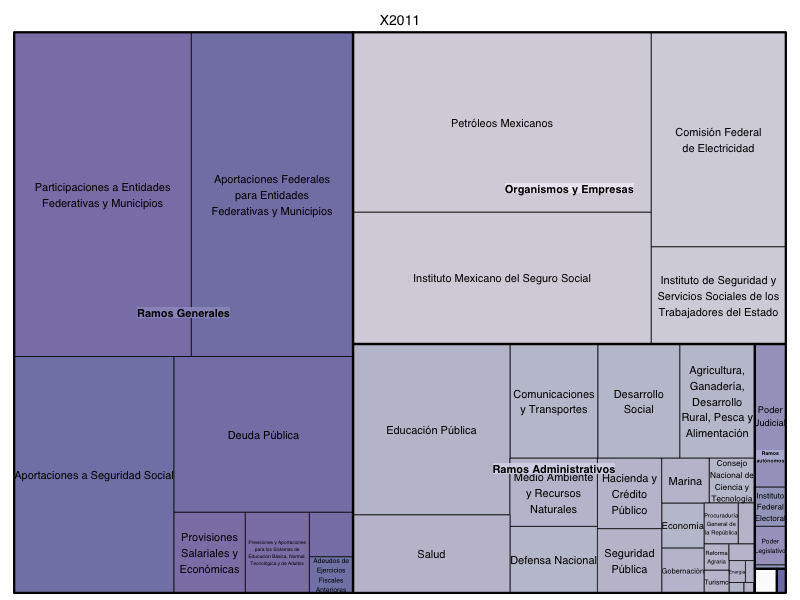 X2011
Participaciones a Entidades
Federativas y Municipios
Aportaciones Federales
para Entidades
Federativas y Municipios
Ramos Generales
Aportaciones a Seguridad Social
Deuda Pública
Provisiones
Salariales y
Económicas
Previsiones y Aportaciones
para los Sistemas de
Educación Básica, Normal,
Tecnológica y de Adultos
Adeudos de
Ejercicios
Fiscales
Anteriores
Petróleos Mexicanos
Comisión Federal
de Electricidad
Organismos y Empresas
Instituto Mexicano del Seguro Social
Instituto de Seguridad y
Servicios Sociales de los
Trabajadores del Estado
Educación Pública
Salud
Comunicaciones
y Transportes
Desarrollo
Social
Agricultura,
Ganadería,
Desarrollo
Rural, Pesca y
Alimentación
Ramos Administrativos
Medio Ambiente
y Recursos
Naturales
Hacienda y
Crédito
Público
Marina
Consejo
Nacional de
Ciencia y
Tecnología
Defensa Nacional
Seguridad
Pública
Economía
Gobernación
Procuraduría
General de
la República
Reforma
Agraria
Turismo
Energía
Poder
Judicial
Ramos
autónomos
Instituto
Federal
Electoral
Poder
Legislativo